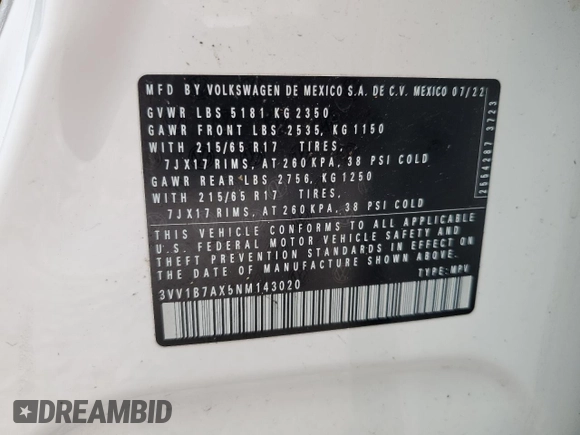 MFD BY VOLKSWAGEN DE MEXICO S.A. DE C.V. MEXICO 07/22
GVWR LBS 5181 KG 2350
GAWR FRONT LBS 2535, KG 1150
WITH 215/65 R17 TIRES,
7JX17 RIMS, AT 260 KPA, 38 PSI COLD
GAWR REAR LBS 2756, KG 1250
WITH 215/65 R17 TIRES,
7JX17 RIMS, AT 260 KPA, 38 PSI COLD
THIS VEHICLE CONFORMS TO ALL APPLICABLE
U.S. FEDERAL MOTOR VEHICLE SAFETY AND
THEFT PREVENTION STANDARDS IN EFFECT ON
THE DATE OF MANUFACTURE SHOWN ABOVE.
3VV1B7AX5NM143020
TYPE: MPV
2554287 3723
DREAMBID